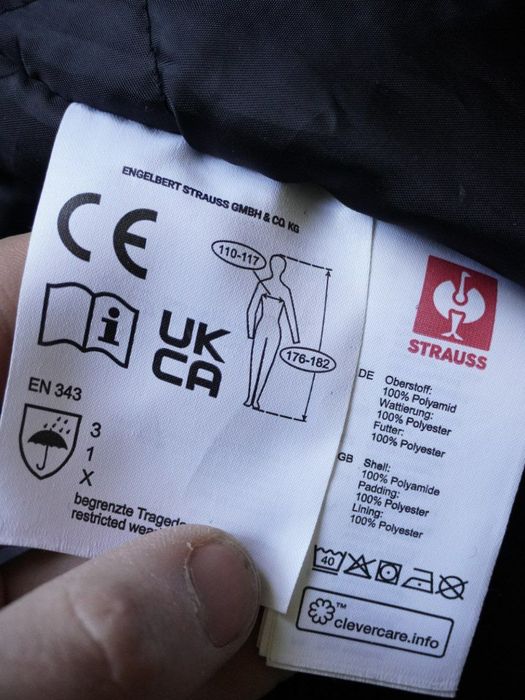 ENGELBERT STRAUSS GMBH & CO. KG
CE
110-117
i
UK
CA
176-182
EN 343
3
1
X
begrenzte
restricted
STRAUSS
DE Oberstoff:
100% Polyamid
Wattierung:
100% Polyester
Futter:
100% Polyester
GB Shell:
100% Polyamide
Padding:
100% Polyester
Lining:
100% Polyester
40
™
clevercare.info